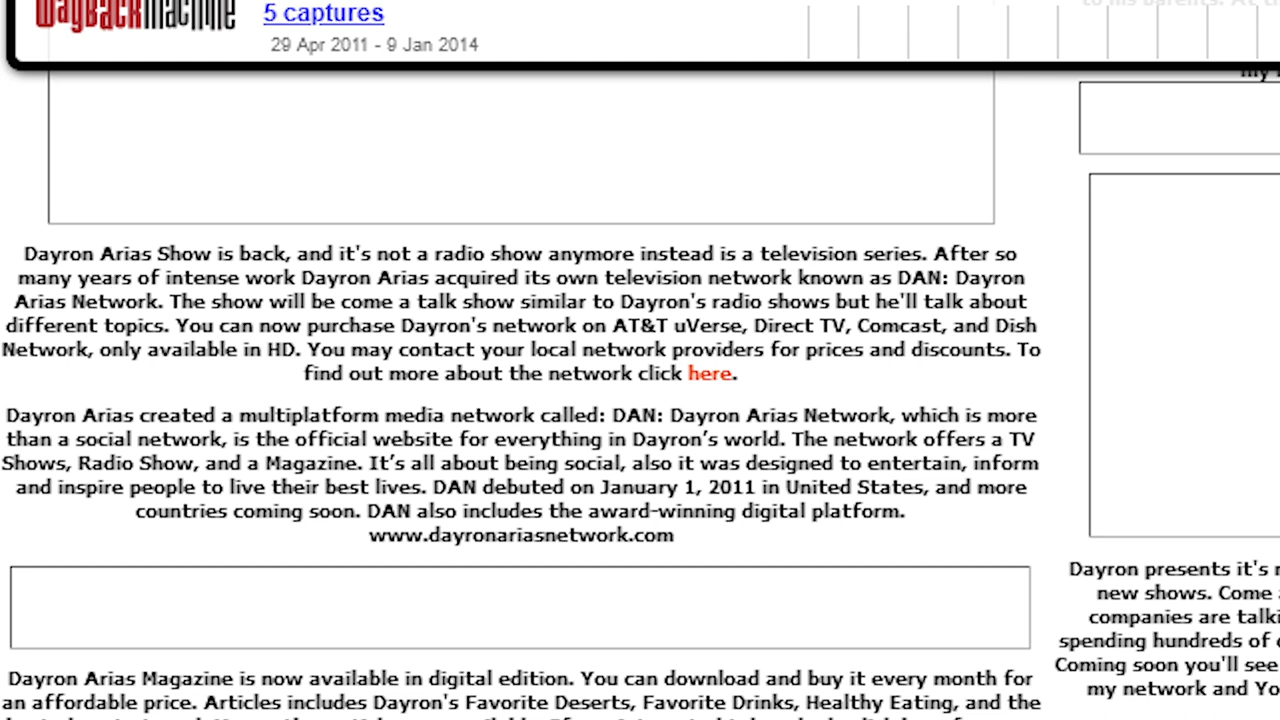 to his parents. At t
WayBackMachine
5 captures
29 Apr 2011 - 9 Jan 2014
my
Dayron Arias Show is back, and it's not a radio show anymore instead is a television series. After so
many years of intense work Dayron Arias acquired its own television network known as DAN: Dayron
Arias Network. The show will be come a talk show similar to Dayron's radio shows but he'll talk about
different topics. You can now purchase Dayron's network on AT&T uVerse, Direct TV, Comcast, and Dish
Network, only available in HD. You may contact your local network providers for prices and discounts. To
find out more about the network click here.
Dayron Arias created a multiplatform media network called: DAN: Dayron Arias Network, which is more
than a social network, is the official website for everything in Dayron’s world. The network offers a TV
Shows, Radio Show, and a Magazine. It’s all about being social, also it was designed to entertain, inform
and inspire people to live their best lives. DAN debuted on January 1, 2011 in United States, and more
countries coming soon. DAN also includes the award-winning digital platform.
www.dayronariasnetwork.com
Dayron Arias Magazine is now available in digital edition. You can download and buy it every month for
an affordable price. Articles includes Dayron's Favorite Deserts, Favorite Drinks, Healthy Eating, and the
Dayron presents it's
new shows. Come
companies are talki
spending hundreds of
Coming soon you'll see
my network and Yo